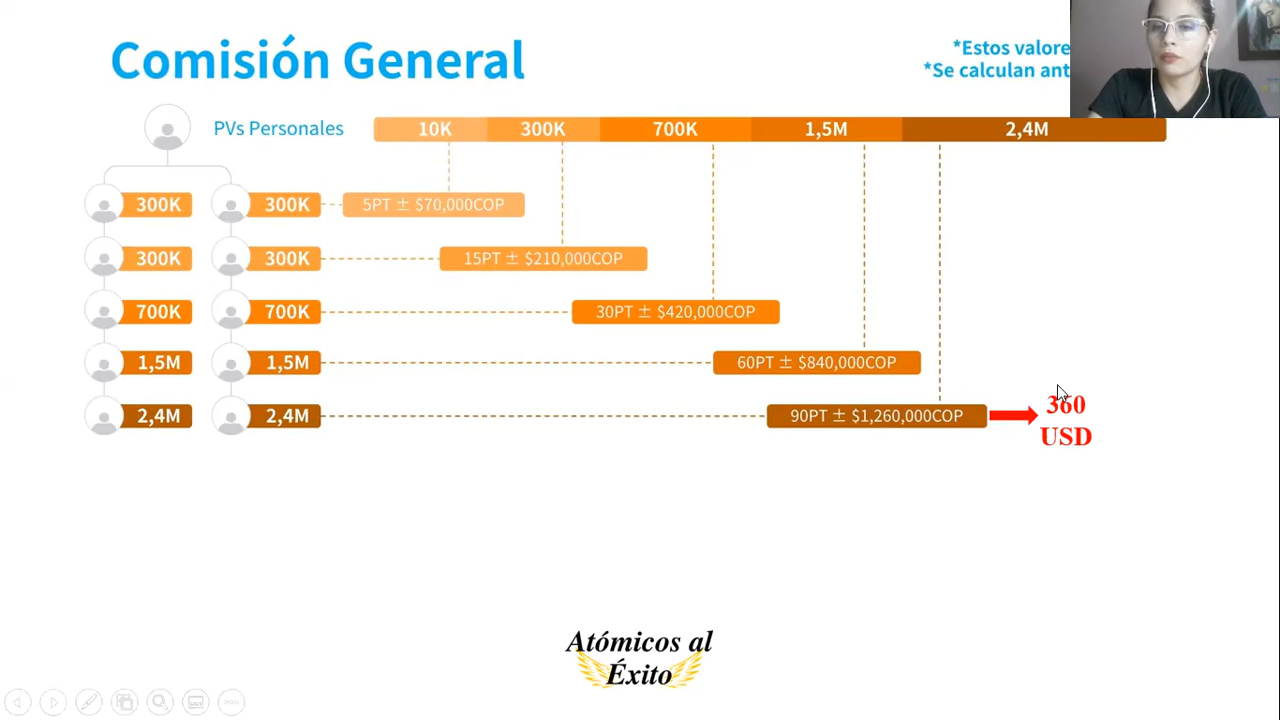 Comisión General
*Estos valore
*Se calculan ant
PVs Personales
10K 300K 700K 1,5M 2,4M
300K 300K 5PT ± $70,000COP
300K 300K 15PT ± $210,000COP
700K 700K 30PT ± $420,000COP
1,5M 1,5M 60PT ± $840,000COP
2,4M 2,4M 90PT ± $1,260,000COP
360
USD
Atómicos al
Éxito